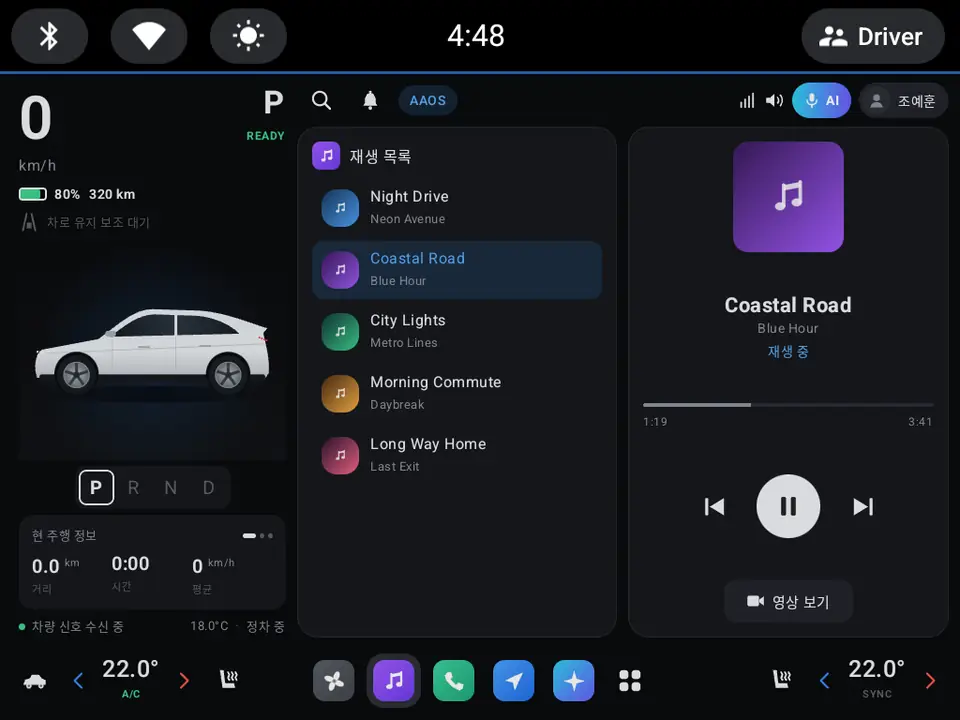 4:48
Driver
0
P
READY
km/h
80% 320 km
차로 유지 보조 대기
AAOS
AI
조예훈
재생 목록
Night Drive
Neon Avenue
Coastal Road
Blue Hour
City Lights
Metro Lines
Morning Commute
Daybreak
Long Way Home
Last Exit
Coastal Road
Blue Hour
재생 중
1:19 3:41
영상 보기
P R N D
현 주행 정보
0.0 km 0:00 0 km/h
거리 시간 평균
차량 신호 수신 중 18.0°C · 정차 중
22.0°
A/C
22.0°
SYNC